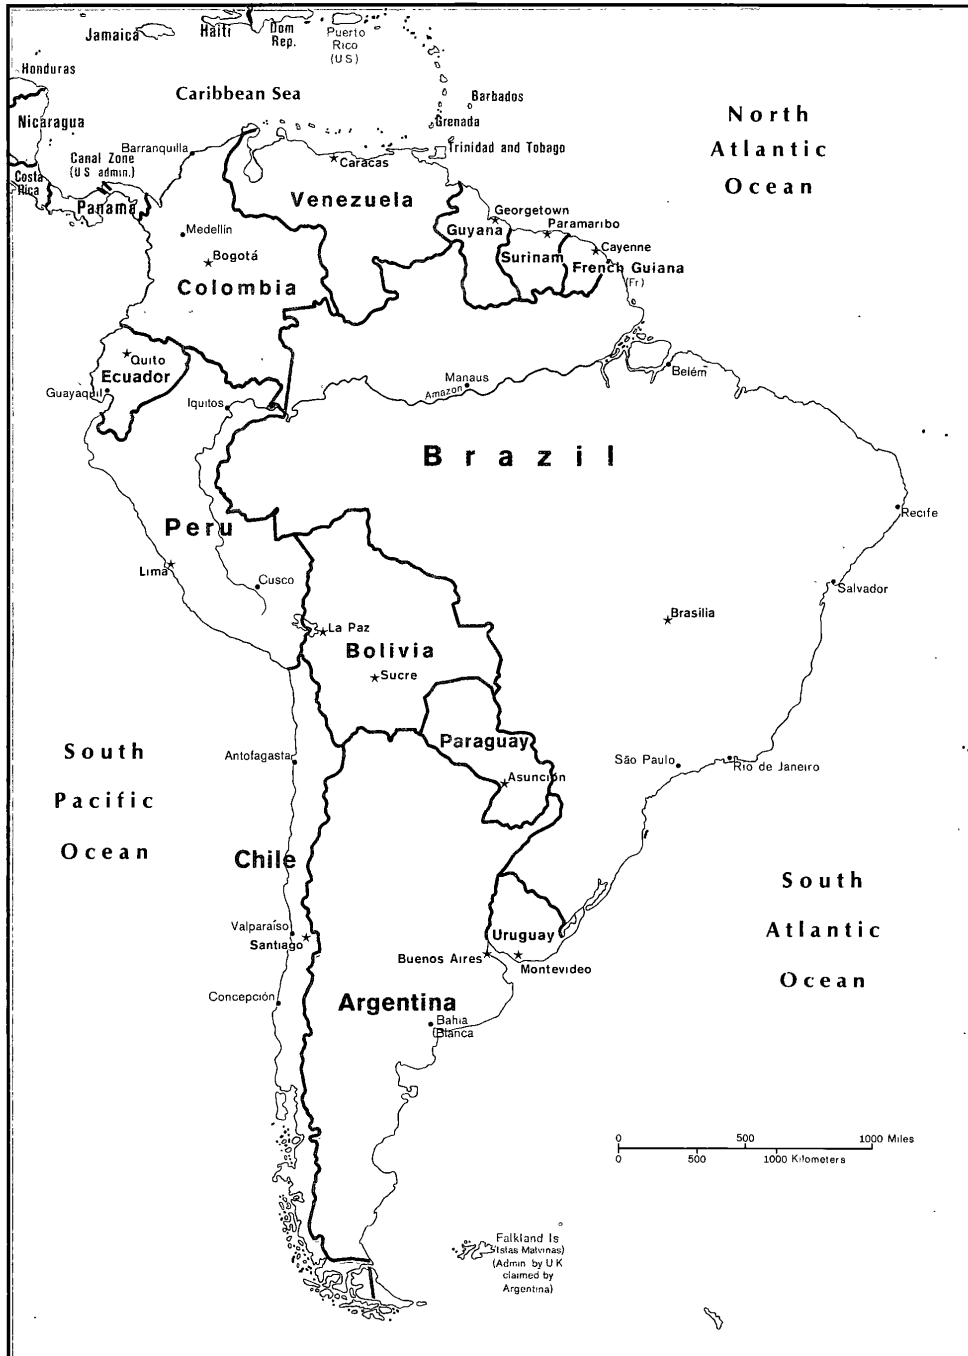 Jamaica
Haiti
Dom
Rep.
Puerto
Rico
(US)
Honduras
Caribbean Sea
Barbados
Nicaragua
Grenada
North
Atlantic
Ocean
Barranquilla
Trinidad and Tobago
Canal Zone
(US admin.)
Caracas
Costa
Rica
Panama
Venezuela
Georgetown
Medellin
Guyana
Paramaribo
Bogotá
Surinam
Cayenne
French Guiana
(Fr)
Colombia
Quito
Ecuador
Guayaquil
Iquitos
Manaus
Amazon
Belém
Brazil
Recife
Peru
Lima
Cusco
Salvador
Brasilia
La Paz
Bolivia
Sucre
South
Pacific
Ocean
Paraguay
Antofagasta
Asunción
São Paulo
Rio de Janeiro
Chile
South
Atlantic
Ocean
Valparaíso
Santiago
Uruguay
Buenos Aires
Montevideo
Concepción
Argentina
Bahia
Blanca
0 500 1000 Miles
0 500 1000 Kilometers
Falkland Is
Islas Malvinas)
(Admin by U K
claimed by
Argentina)